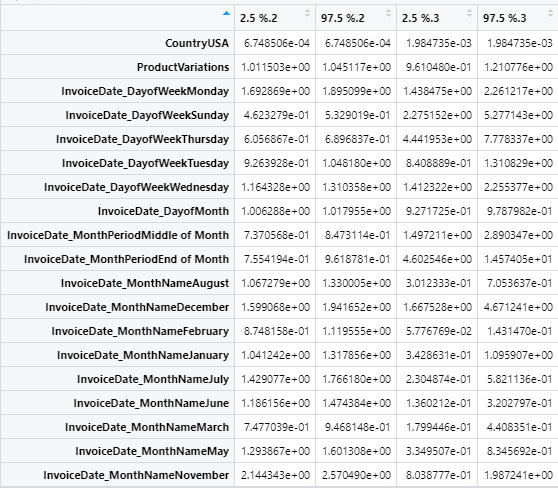 2.5 %.2 97.5 %.2 2.5 %.3 97.5 %.3
CountryUSA 6.748506e-04 6.748506e-04 1.984735e-03 1.984735e-03
ProductVariations 1.011503e+00 1.045117e+00 9.610480e-01 1.210776e+00
InvoiceDate_DayofWeekMonday 1.692869e+00 1.895099e+00 1.438475e+00 2.261217e+00
InvoiceDate_DayofWeekSunday 4.623279e-01 5.329019e-01 2.275152e+00 5.277143e+00
InvoiceDate_DayofWeekThursday 6.056867e-01 6.896837e-01 4.441953e+00 7.778337e+00
InvoiceDate_DayofWeekTuesday 9.263928e-01 1.048180e+00 8.408889e-01 1.310829e+00
InvoiceDate_DayofWeekWednesday 1.164328e+00 1.310358e+00 1.412322e+00 2.255377e+00
InvoiceDate_DayofMonth 1.006288e+00 1.017955e+00 9.271725e-01 9.787982e-01
InvoiceDate_MonthPeriodMiddle of Month 7.370568e-01 8.473114e-01 1.497211e+00 2.890347e+00
InvoiceDate_MonthPeriodEnd of Month 7.554194e-01 9.618781e-01 4.602546e+00 1.457405e+01
InvoiceDate_MonthNameAugust 1.067279e+00 1.330005e+00 3.012333e-01 7.053637e-01
InvoiceDate_MonthNameDecember 1.599068e+00 1.941652e+00 1.667528e+00 4.671241e+00
InvoiceDate_MonthNameFebruary 8.748158e-01 1.119555e+00 5.776769e-02 1.431470e-01
InvoiceDate_MonthNameJanuary 1.041242e+00 1.317856e+00 3.428631e-01 1.095907e+00
InvoiceDate_MonthNameJuly 1.429077e+00 1.766180e+00 2.304874e-01 5.821136e-01
InvoiceDate_MonthNameJune 1.186156e+00 1.474384e+00 1.360212e-01 3.202797e-01
InvoiceDate_MonthNameMarch 7.477039e-01 9.468148e-01 1.799446e-01 4.408351e-01
InvoiceDate_MonthNameMay 1.293867e+00 1.601308e+00 3.349507e-01 8.345692e-01
InvoiceDate_MonthNameNovember 2.144343e+00 2.570490e+00 8.038777e-01 1.987241e+00